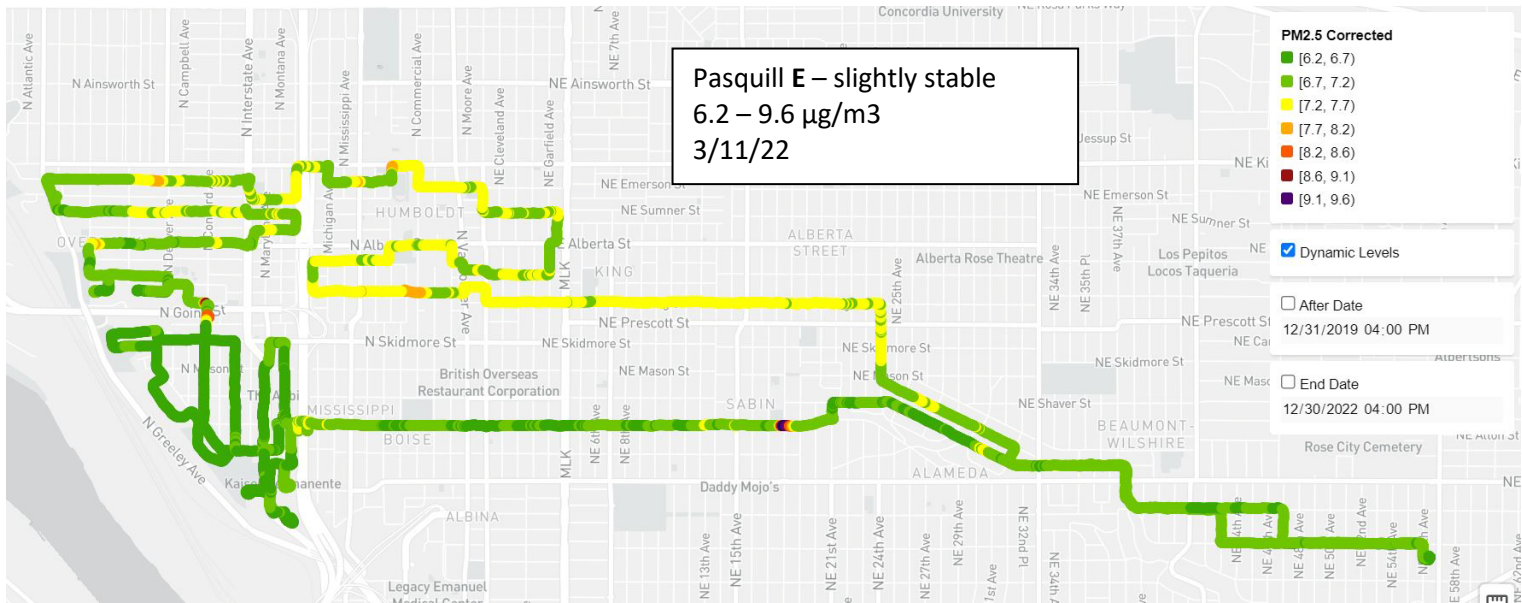 Concordia University
NE 7th Ave
N Atlantic Ave
N Campbell Ave
N Interstate Ave
N Montana Ave
N Ainsworth St
N Mississippi Ave
N Commercial Ave
N Moore Ave
NE Cleveland Ave
NE Garfield Ave
NE Ainsworth St
Pasquill E – slightly stable
6.2 – 9.6 µg/m3
3/11/22
PM2.5 Corrected
[6.2, 6.7)
[6.7, 7.2)
[7.2, 7.7)
[7.7, 8.2)
[8.2, 8.6)
[8.6, 9.1)
[9.1, 9.6)
Jessup St
NE Emerson St
NE Emerson St
NE Sumner St
HUMBOLDT
Michigan Ave
NE Alberta St
ALBERTA
STREET
KING
MLK
Alberta Rose Theatre
NE 25th Ave
NE 34th Ave
NE 35th Pl
NE 37th Ave
Los Pepitos
Locos Taqueria
Dynamic Levels
After Date
12/31/2019 04:00 PM
End Date
12/30/2022 04:00 PM
NE Prescott St
NE Prescott St
N Skidmore St
NE Skidmore St
NE Skidmore St
NE Skidmore St
NE Mason St
NE Mason St
British Overseas
Restaurant Corporation
MISSISSIPPI
BOISE
SABIN
NE Shaver St
BEAUMONT-
WILSHIRE
Albertsons
Rose City Cemetery
N Greeley Ave
NE 6th Ave
NE 8th Ave
MLK
ALAMEDA
Daddy Mojo's
ALBINA
NE 13th Ave
NE 15th Ave
NE 21st Ave
NE 24th Ave
NE 27th Ave
NE 29th Ave
NE 32nd Pl
NE 34th Ave
NE 58th Ave
Legacy Emanuel
Medical Center